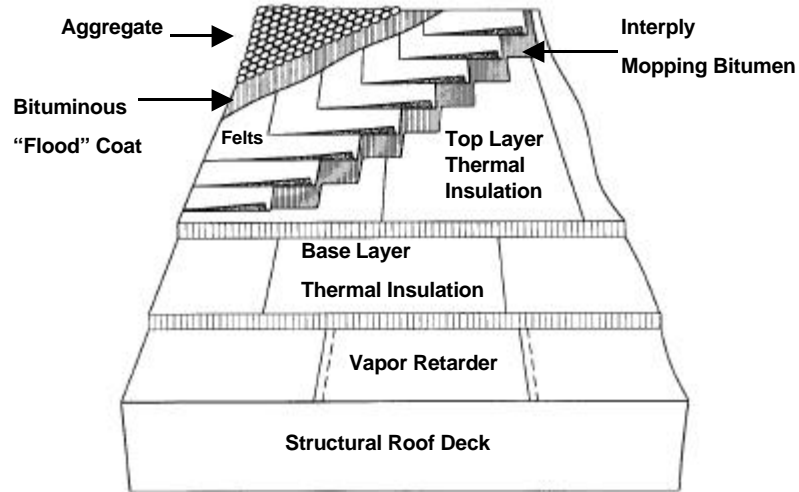 Aggregate
Interply
Mopping Bitumen
Bituminous
“Flood” Coat
Felts
Top Layer
Thermal
Insulation
Base Layer
Thermal Insulation
Vapor Retarder
Structural Roof Deck